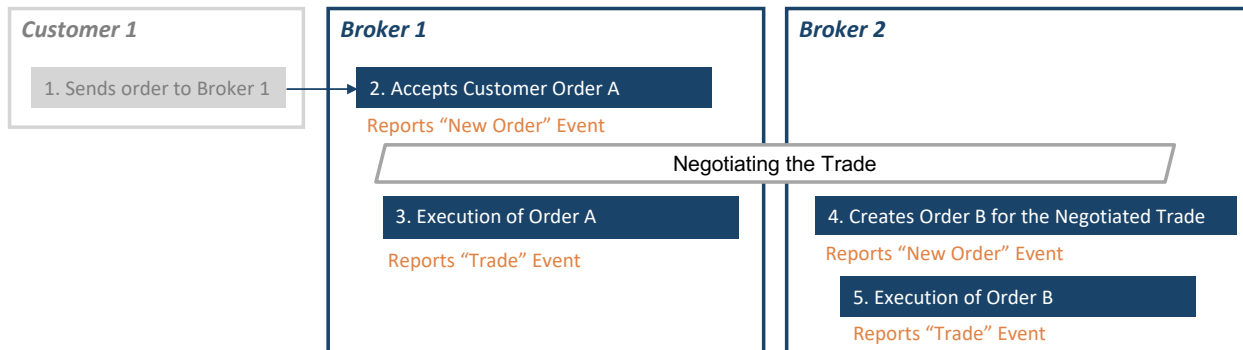 Customer 1
1. Sends order to Broker 1
Broker 1
2. Accepts Customer Order A
Reports “New Order” Event
Negotiating the Trade
3. Execution of Order A
Reports “Trade” Event
Broker 2
4. Creates Order B for the Negotiated Trade
Reports “New Order” Event
5. Execution of Order B
Reports “Trade” Event